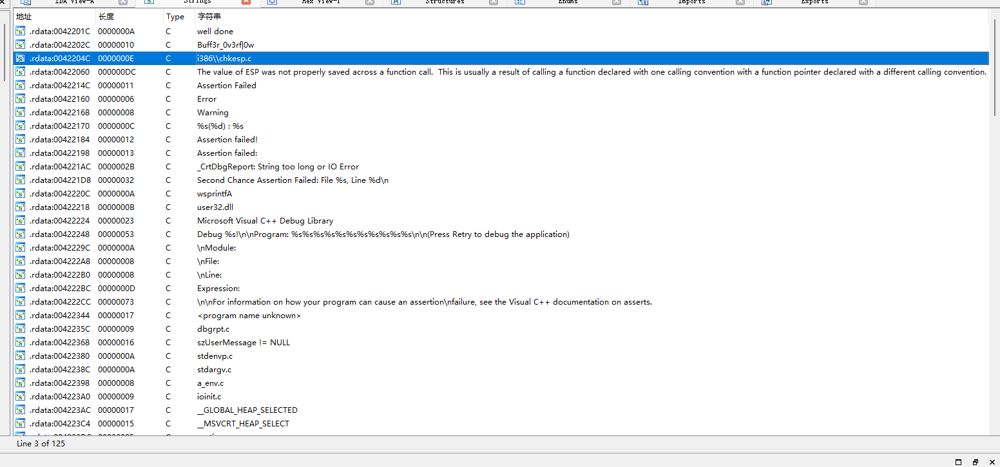 IDA View-A Strings Hex View-1 Structures Enums Imports Exports
地址 长度 Type 字符串
.rdata:0042201C 0000000A C well done
.rdata:0042202C 00000010 C Buff3r_0v3rf|0w
.rdata:0042204C 0000000E C i386\\chkesp.c
.rdata:00422060 000000DC C The value of ESP was not properly saved across a function call.  This is usually a result of calling a function declared with one calling convention with a function pointer declared with a different calling convention.
.rdata:0042214C 00000011 C Assertion Failed
.rdata:00422160 00000006 C Error
.rdata:00422168 00000008 C Warning
.rdata:00422170 0000000C C %s(%d) : %s
.rdata:00422184 00000012 C Assertion failed!
.rdata:00422198 00000013 C Assertion failed:
.rdata:004221AC 0000002B C _CrtDbgReport: String too long or IO Error
.rdata:004221D8 00000032 C Second Chance Assertion Failed: File %s, Line %d\n
.rdata:0042220C 0000000A C wsprintfA
.rdata:00422218 0000000B C user32.dll
.rdata:00422224 00000023 C Microsoft Visual C++ Debug Library
.rdata:00422248 00000053 C Debug %s!\n\nProgram: %s%s%s%s%s%s%s%s%s%s%s\n\n(Press Retry to debug the application)
.rdata:0042229C 0000000A C \nModule:
.rdata:004222A8 00000008 C \nFile:
.rdata:004222B0 00000008 C \nLine:
.rdata:004222BC 0000000D C Expression:
.rdata:004222CC 00000073 C \n\nFor information on how your program can cause an assertion\nfailure, see the Visual C++ documentation on asserts.
.rdata:00422344 00000017 C <program name unknown>
.rdata:0042235C 00000009 C dbgrpt.c
.rdata:00422368 00000016 C szUserMessage != NULL
.rdata:00422380 0000000A C stdenvp.c
.rdata:0042238C 0000000A C stdargv.c
.rdata:00422398 00000008 C a_env.c
.rdata:004223A0 00000009 C ioinit.c
.rdata:004223AC 00000017 C __GLOBAL_HEAP_SELECTED
.rdata:004223C4 00000015 C __MSVCRT_HEAP_SELECT
Line 3 of 125